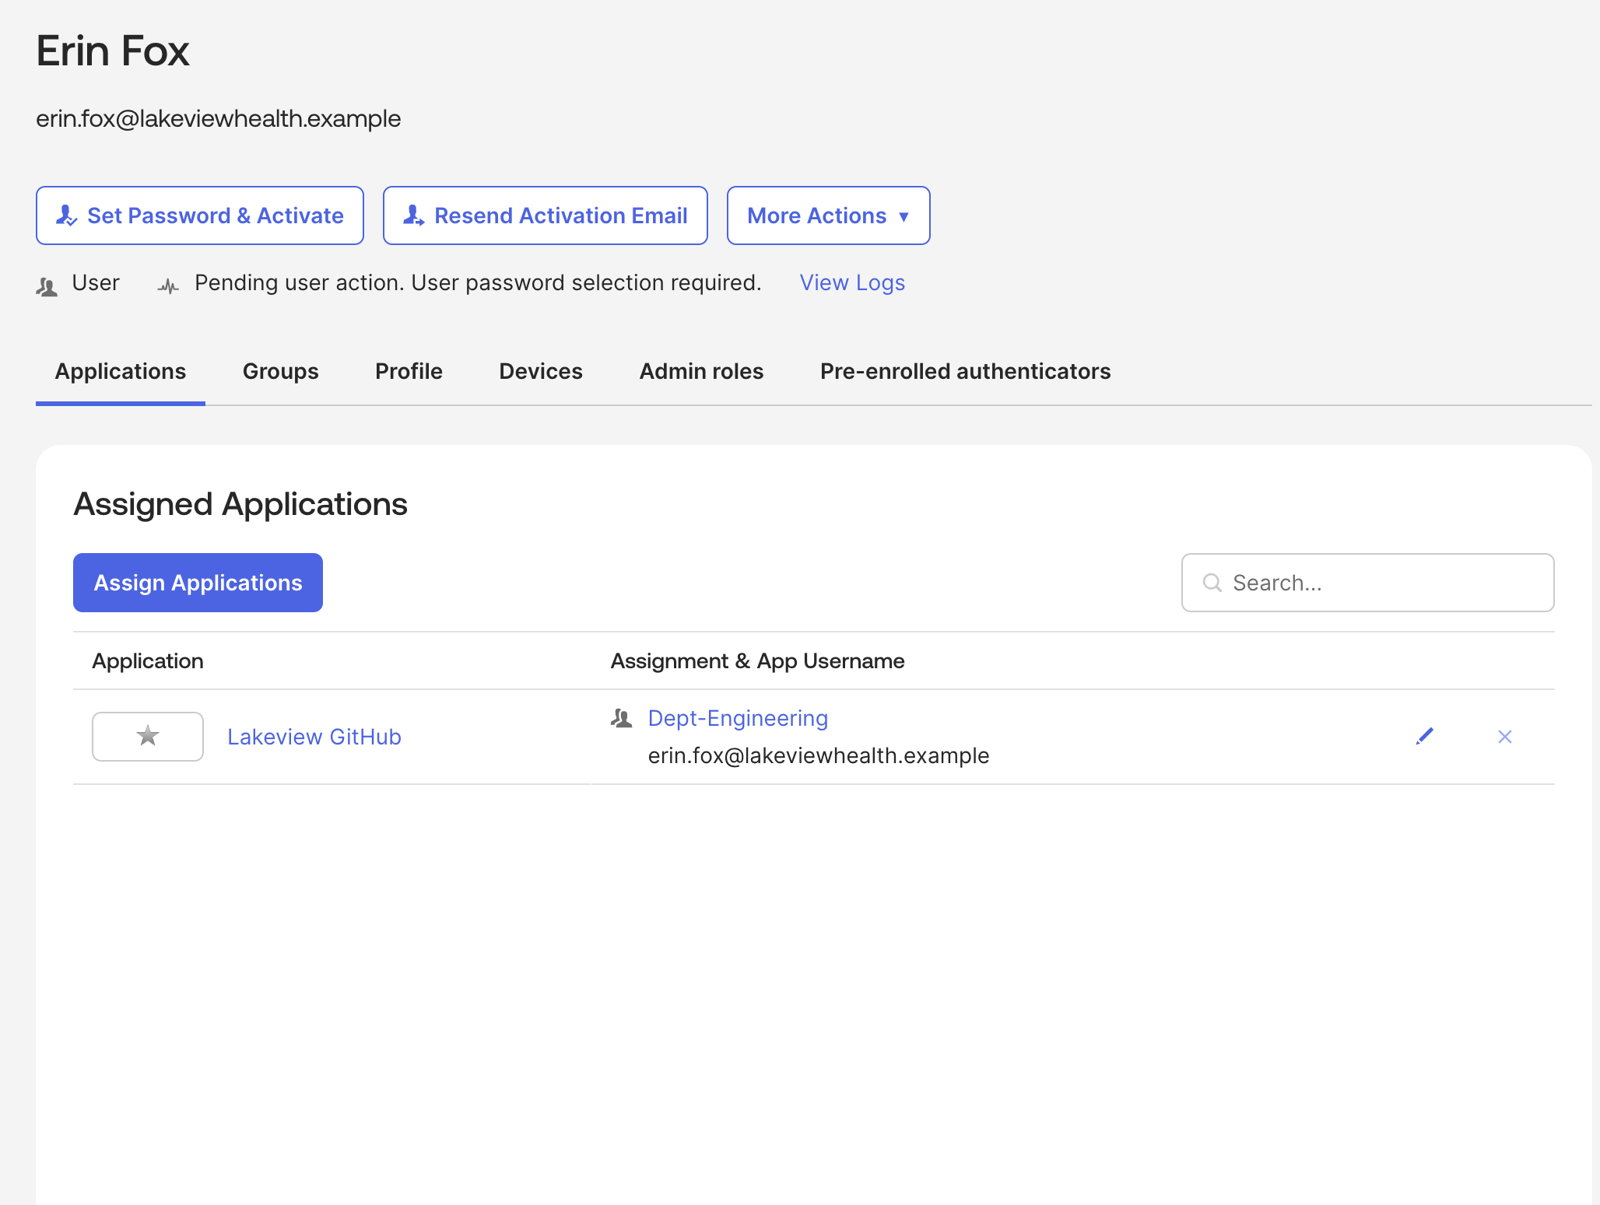 Erin Fox
erin.fox@lakeviewhealth.example
Set Password & Activate
Resend Activation Email
More Actions ▼
User
Pending user action. User password selection required.
View Logs
Applications
Groups
Profile
Devices
Admin roles
Pre-enrolled authenticators
Assigned Applications
Assign Applications
Search...
Application
Assignment & App Username
Lakeview GitHub
Dept-Engineering
erin.fox@lakeviewhealth.example